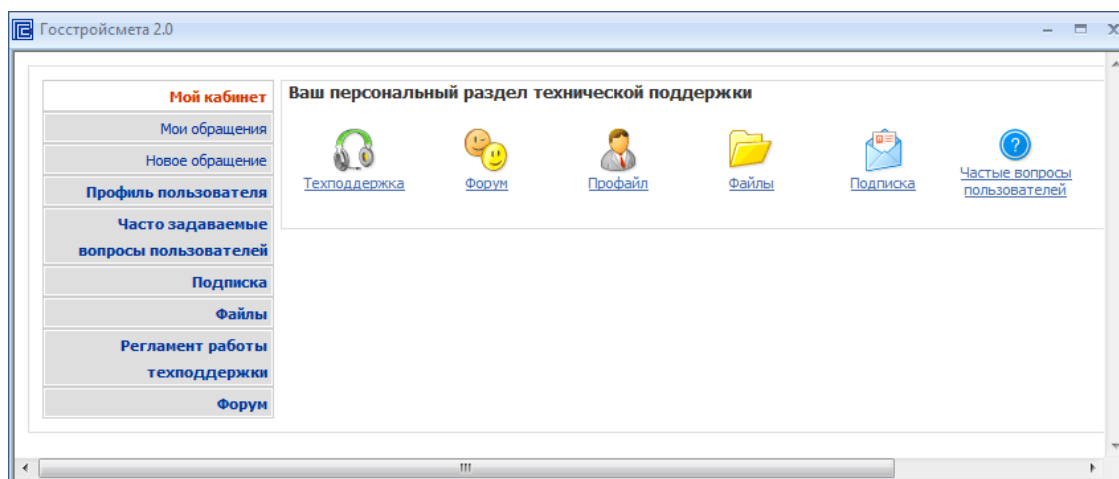 Госстройсмета 2.0
Мой кабинет
Мои обращения
Новое обращение
Профиль пользователя
Часто задаваемые
вопросы пользователей
Подписка
Файлы
Регламент работы
техподдержки
Форум
Ваш персональный раздел технической поддержки
Техподдержка
Форум
Профайл
Файлы
Подписка
Частые вопросы
пользователей